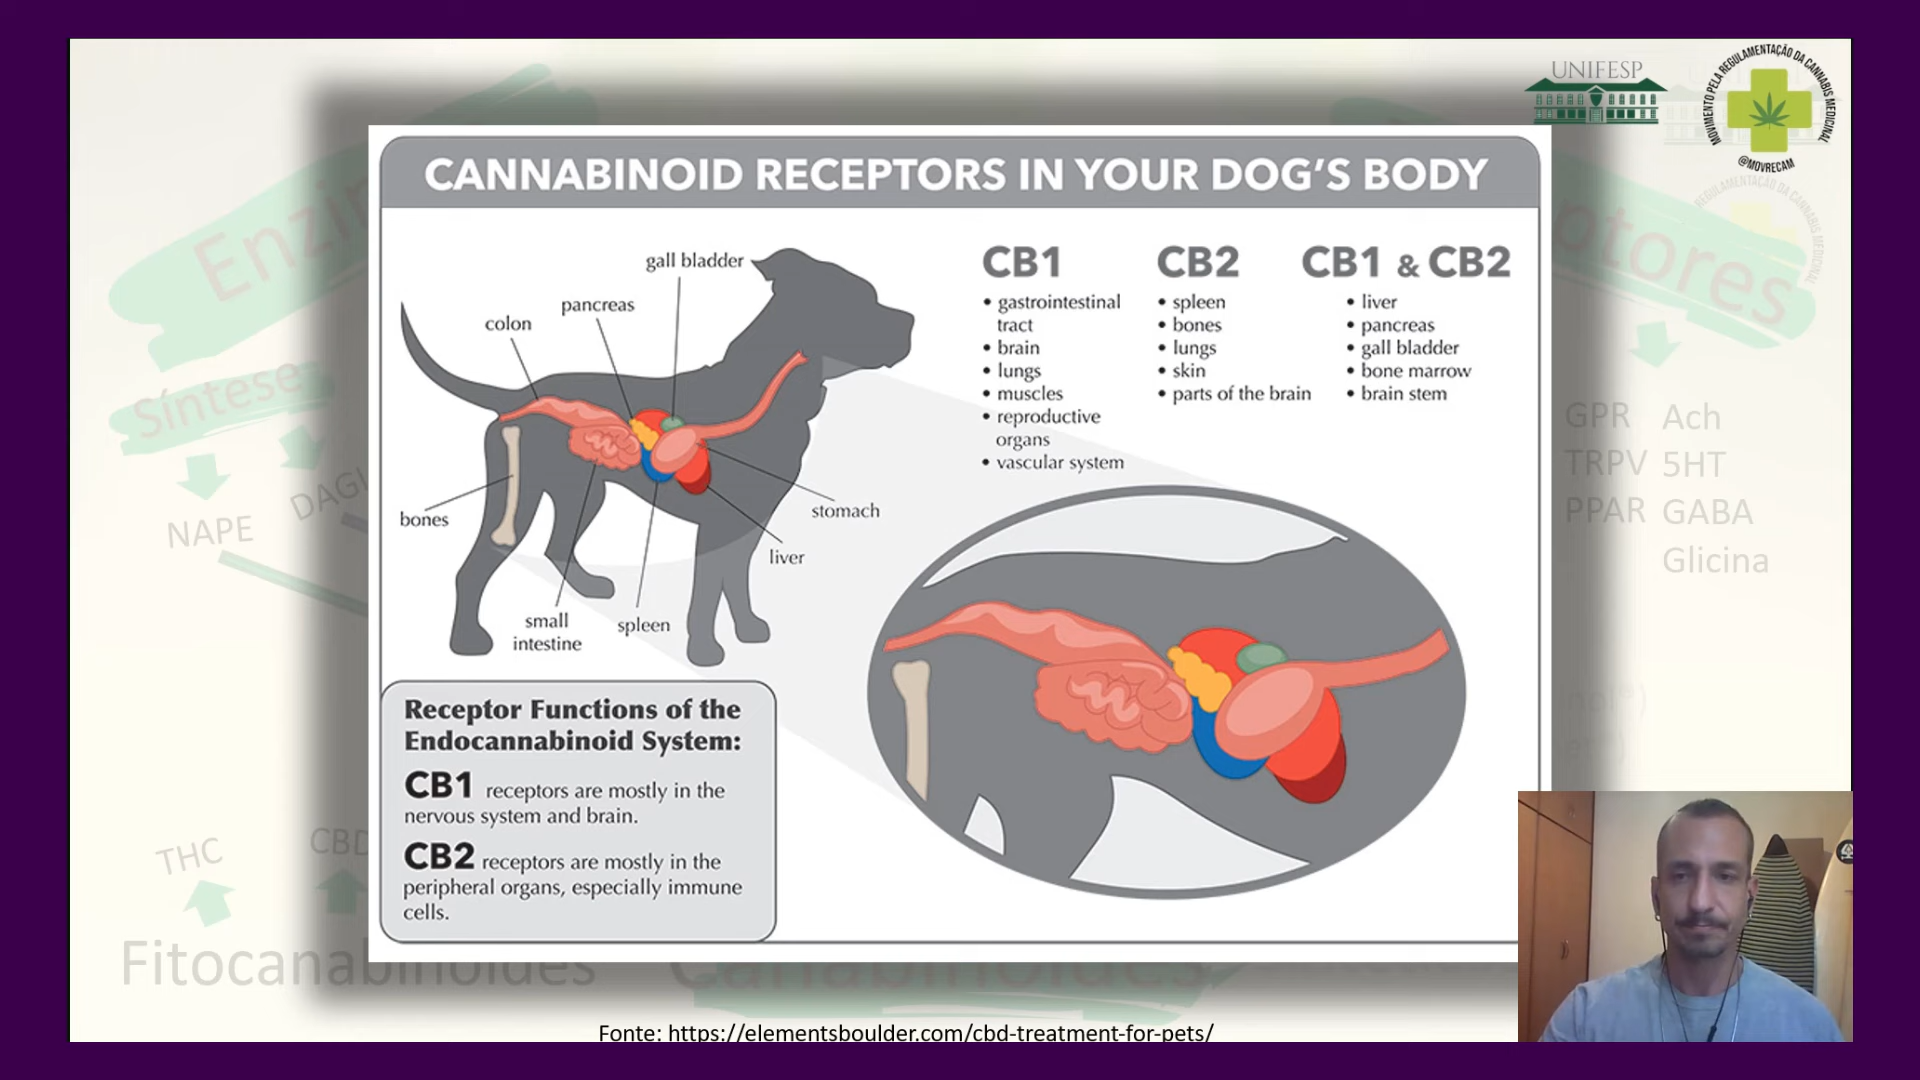 UNIFESP
MOVIMENTO PELA REGULAMENTAÇÃO DA CANNABIS MEDICINAL
@MOVRECAM
CANNABINOID RECEPTORS IN YOUR DOG'S BODY
gall bladder
pancreas
colon
bones
small
intestine
spleen
liver
stomach
CB1
• gastrointestinal
tract
• brain
• lungs
• muscles
• reproductive
organs
• vascular system
CB2
• spleen
• bones
• lungs
• skin
• parts of the brain
CB1 & CB2
• liver
• pancreas
• gall bladder
• bone marrow
• brain stem
Receptor Functions of the
Endocannabinoid System:
CB1 receptors are mostly in the
nervous system and brain.
CB2 receptors are mostly in the
peripheral organs, especially immune
cells.
Síntese
NAPE
THC
CBD
Fitocanabinoides
Canabinoides
GPR Ach
TRPV 5HT
PPAR GABA
Glicina
Fonte: https://elementsboulder.com/cbd-treatment-for-pets/